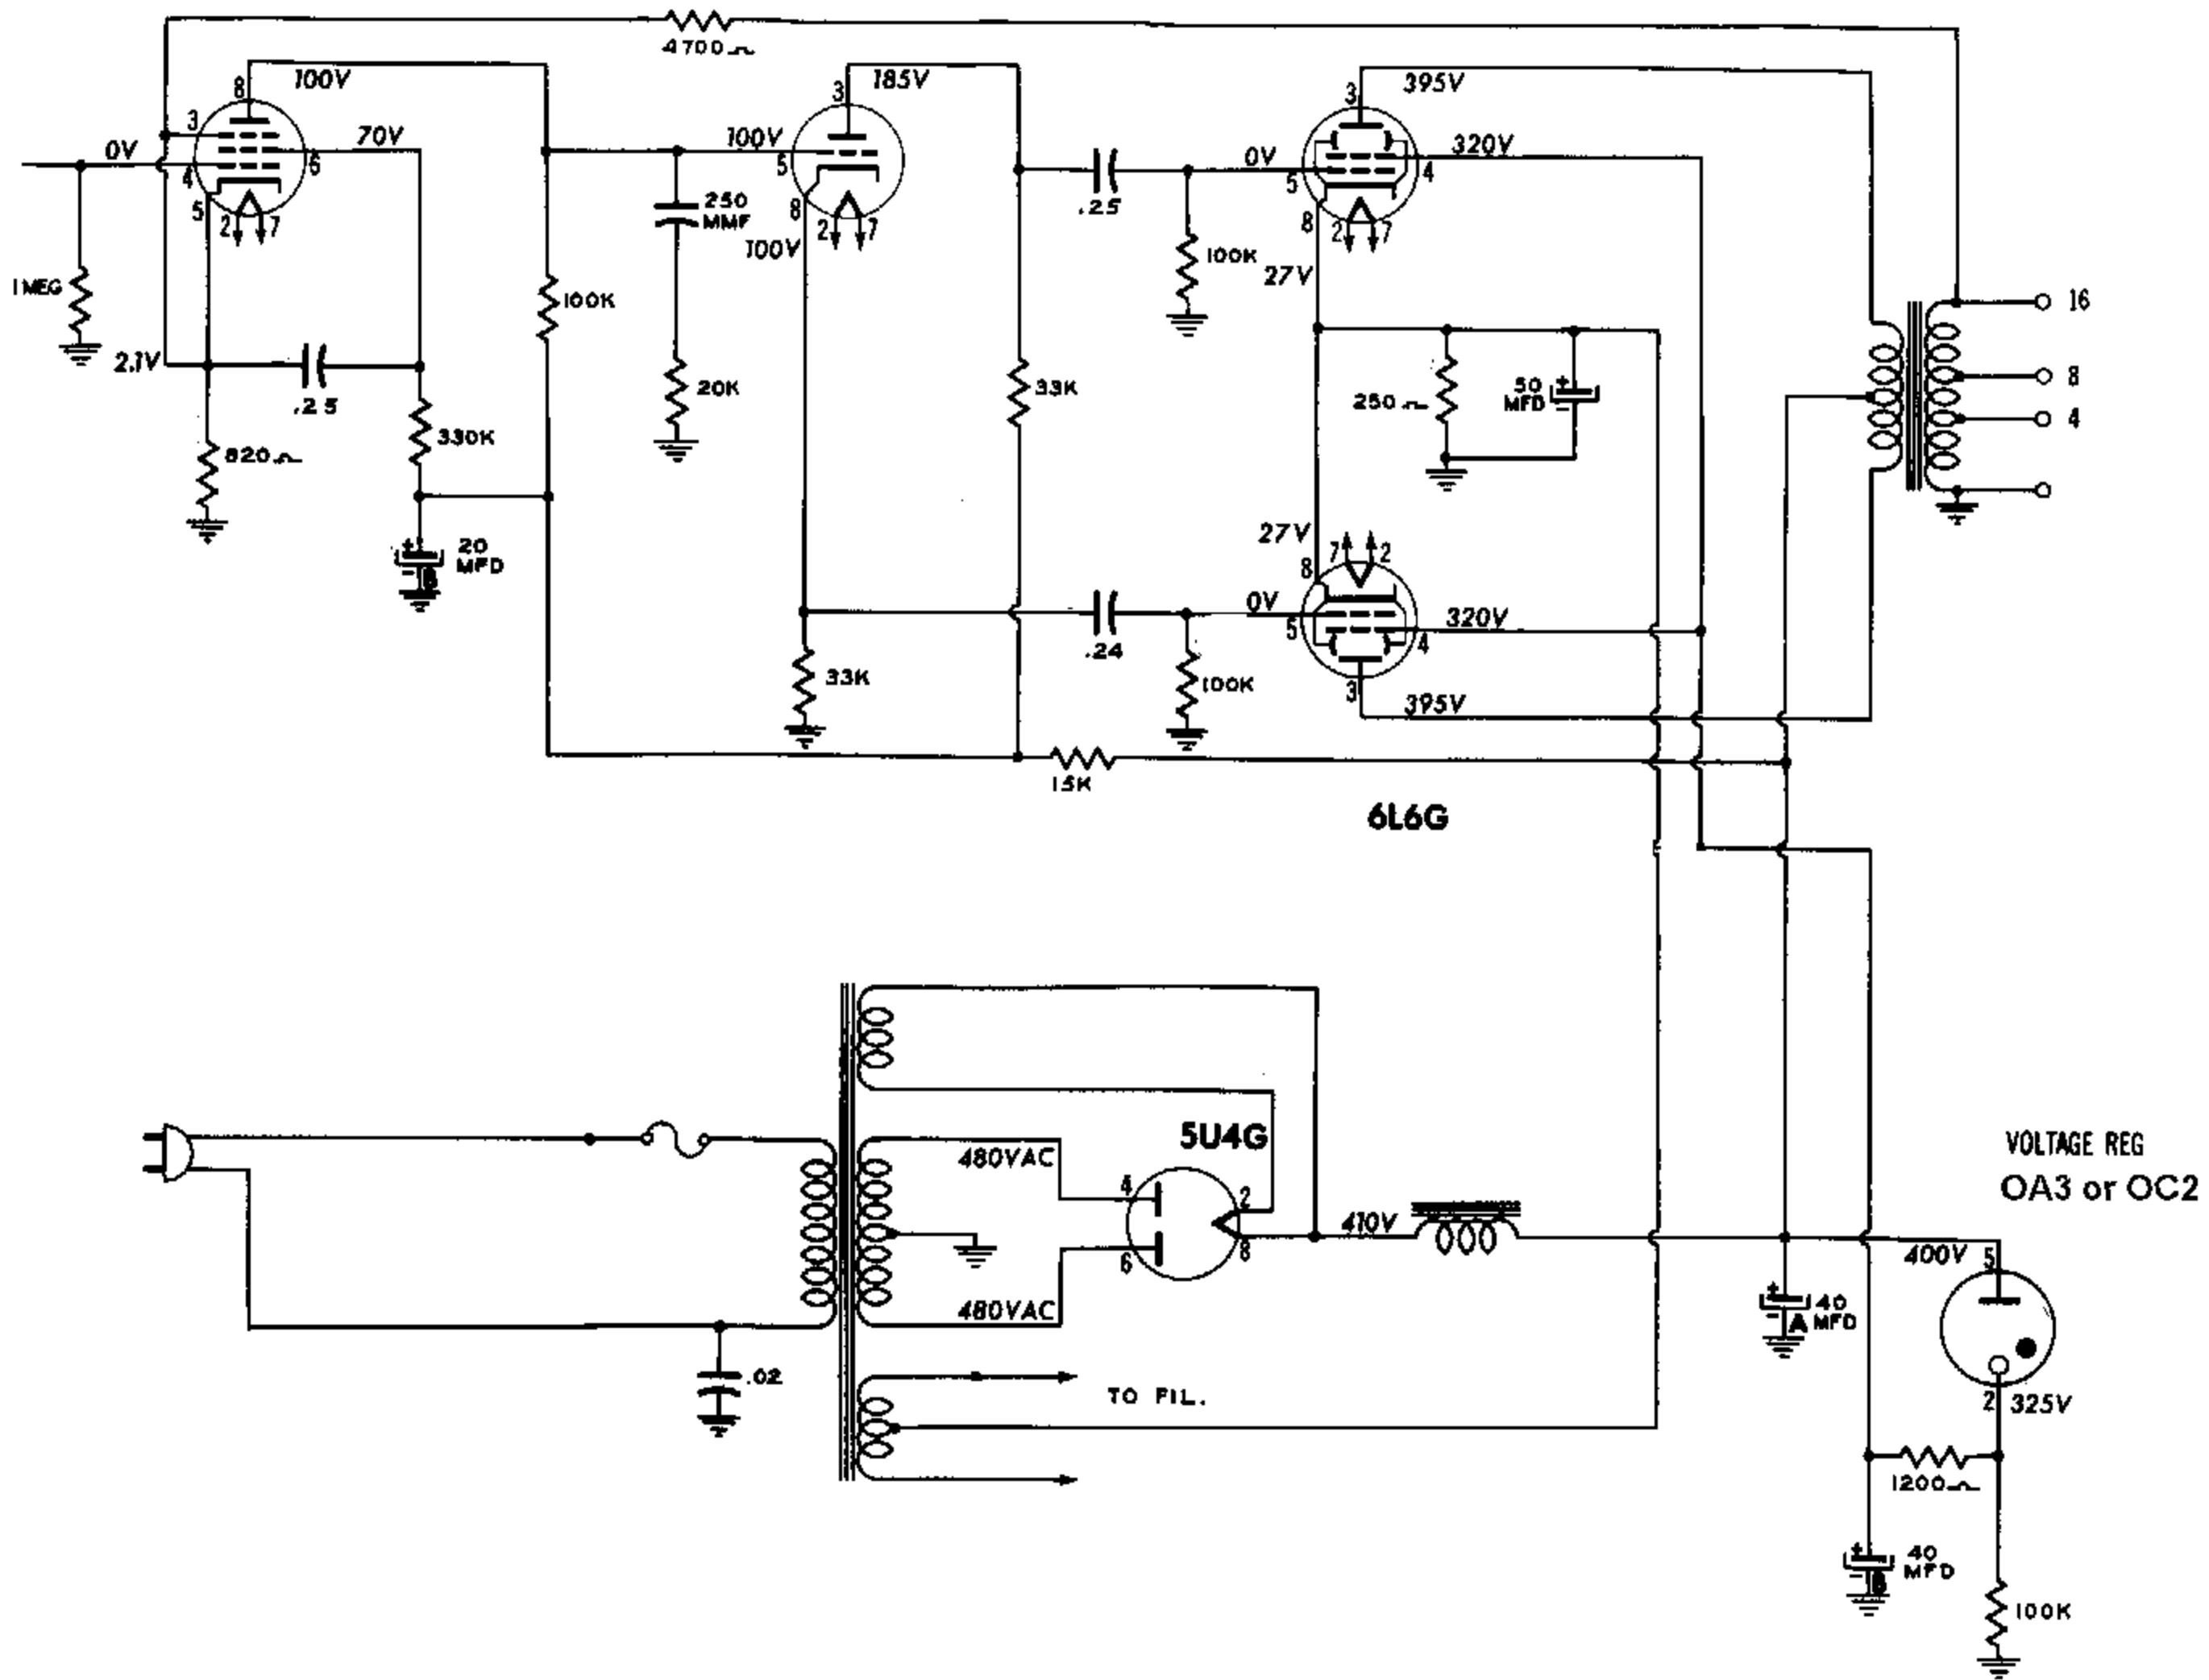 4700
8
100V
3
185V
3
395V
3
70V
0V
6
4
5
2
7
100V
5
8
2
7
100V
250
MMF
.25
0V
5
320V
4
8
2
7
27V
100K
1 MEG
100K
16
2.1V
.25
20K
33K
250
50
MFD
8
4
330K
820
20
MFD
B
27V
7
2
8
0V
5
320V
4
.24
33K
100K
3
395V
15K
6L6G
5U4G
480VAC
4
2
6
8
410V
480VAC
VOLTAGE REG
OA3 or OC2
400V
5
40
MFD
A
.02
TO FIL.
2
325V
1200
40
MFD
B
100K